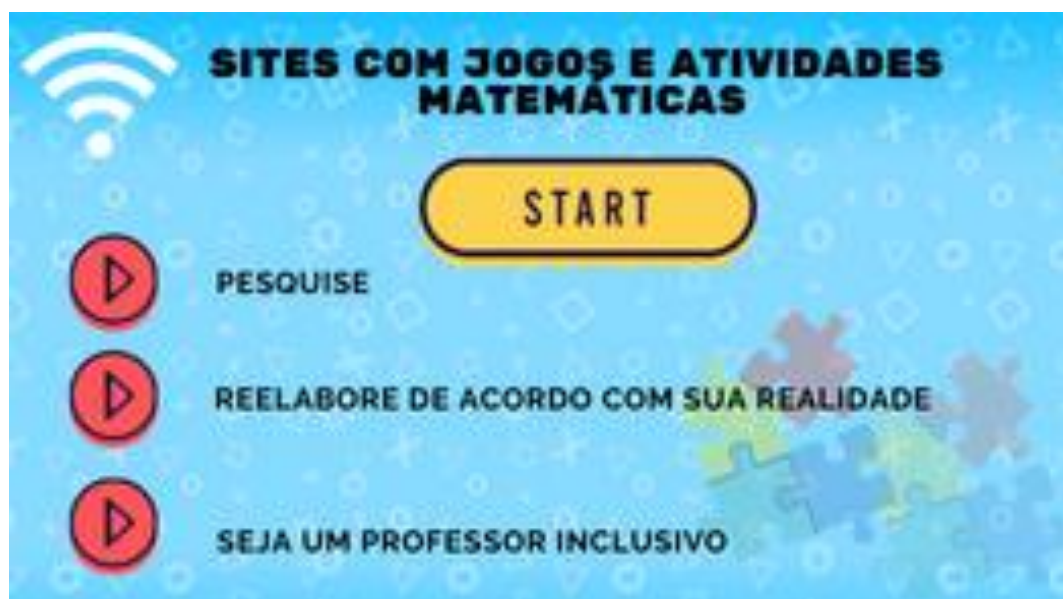 SITES COM JOGOS E ATIVIDADES
MATEMÁTICAS
START
PESQUISE
REELABORE DE ACORDO COM SUA REALIDADE
SEJA UM PROFESSOR INCLUSIVO